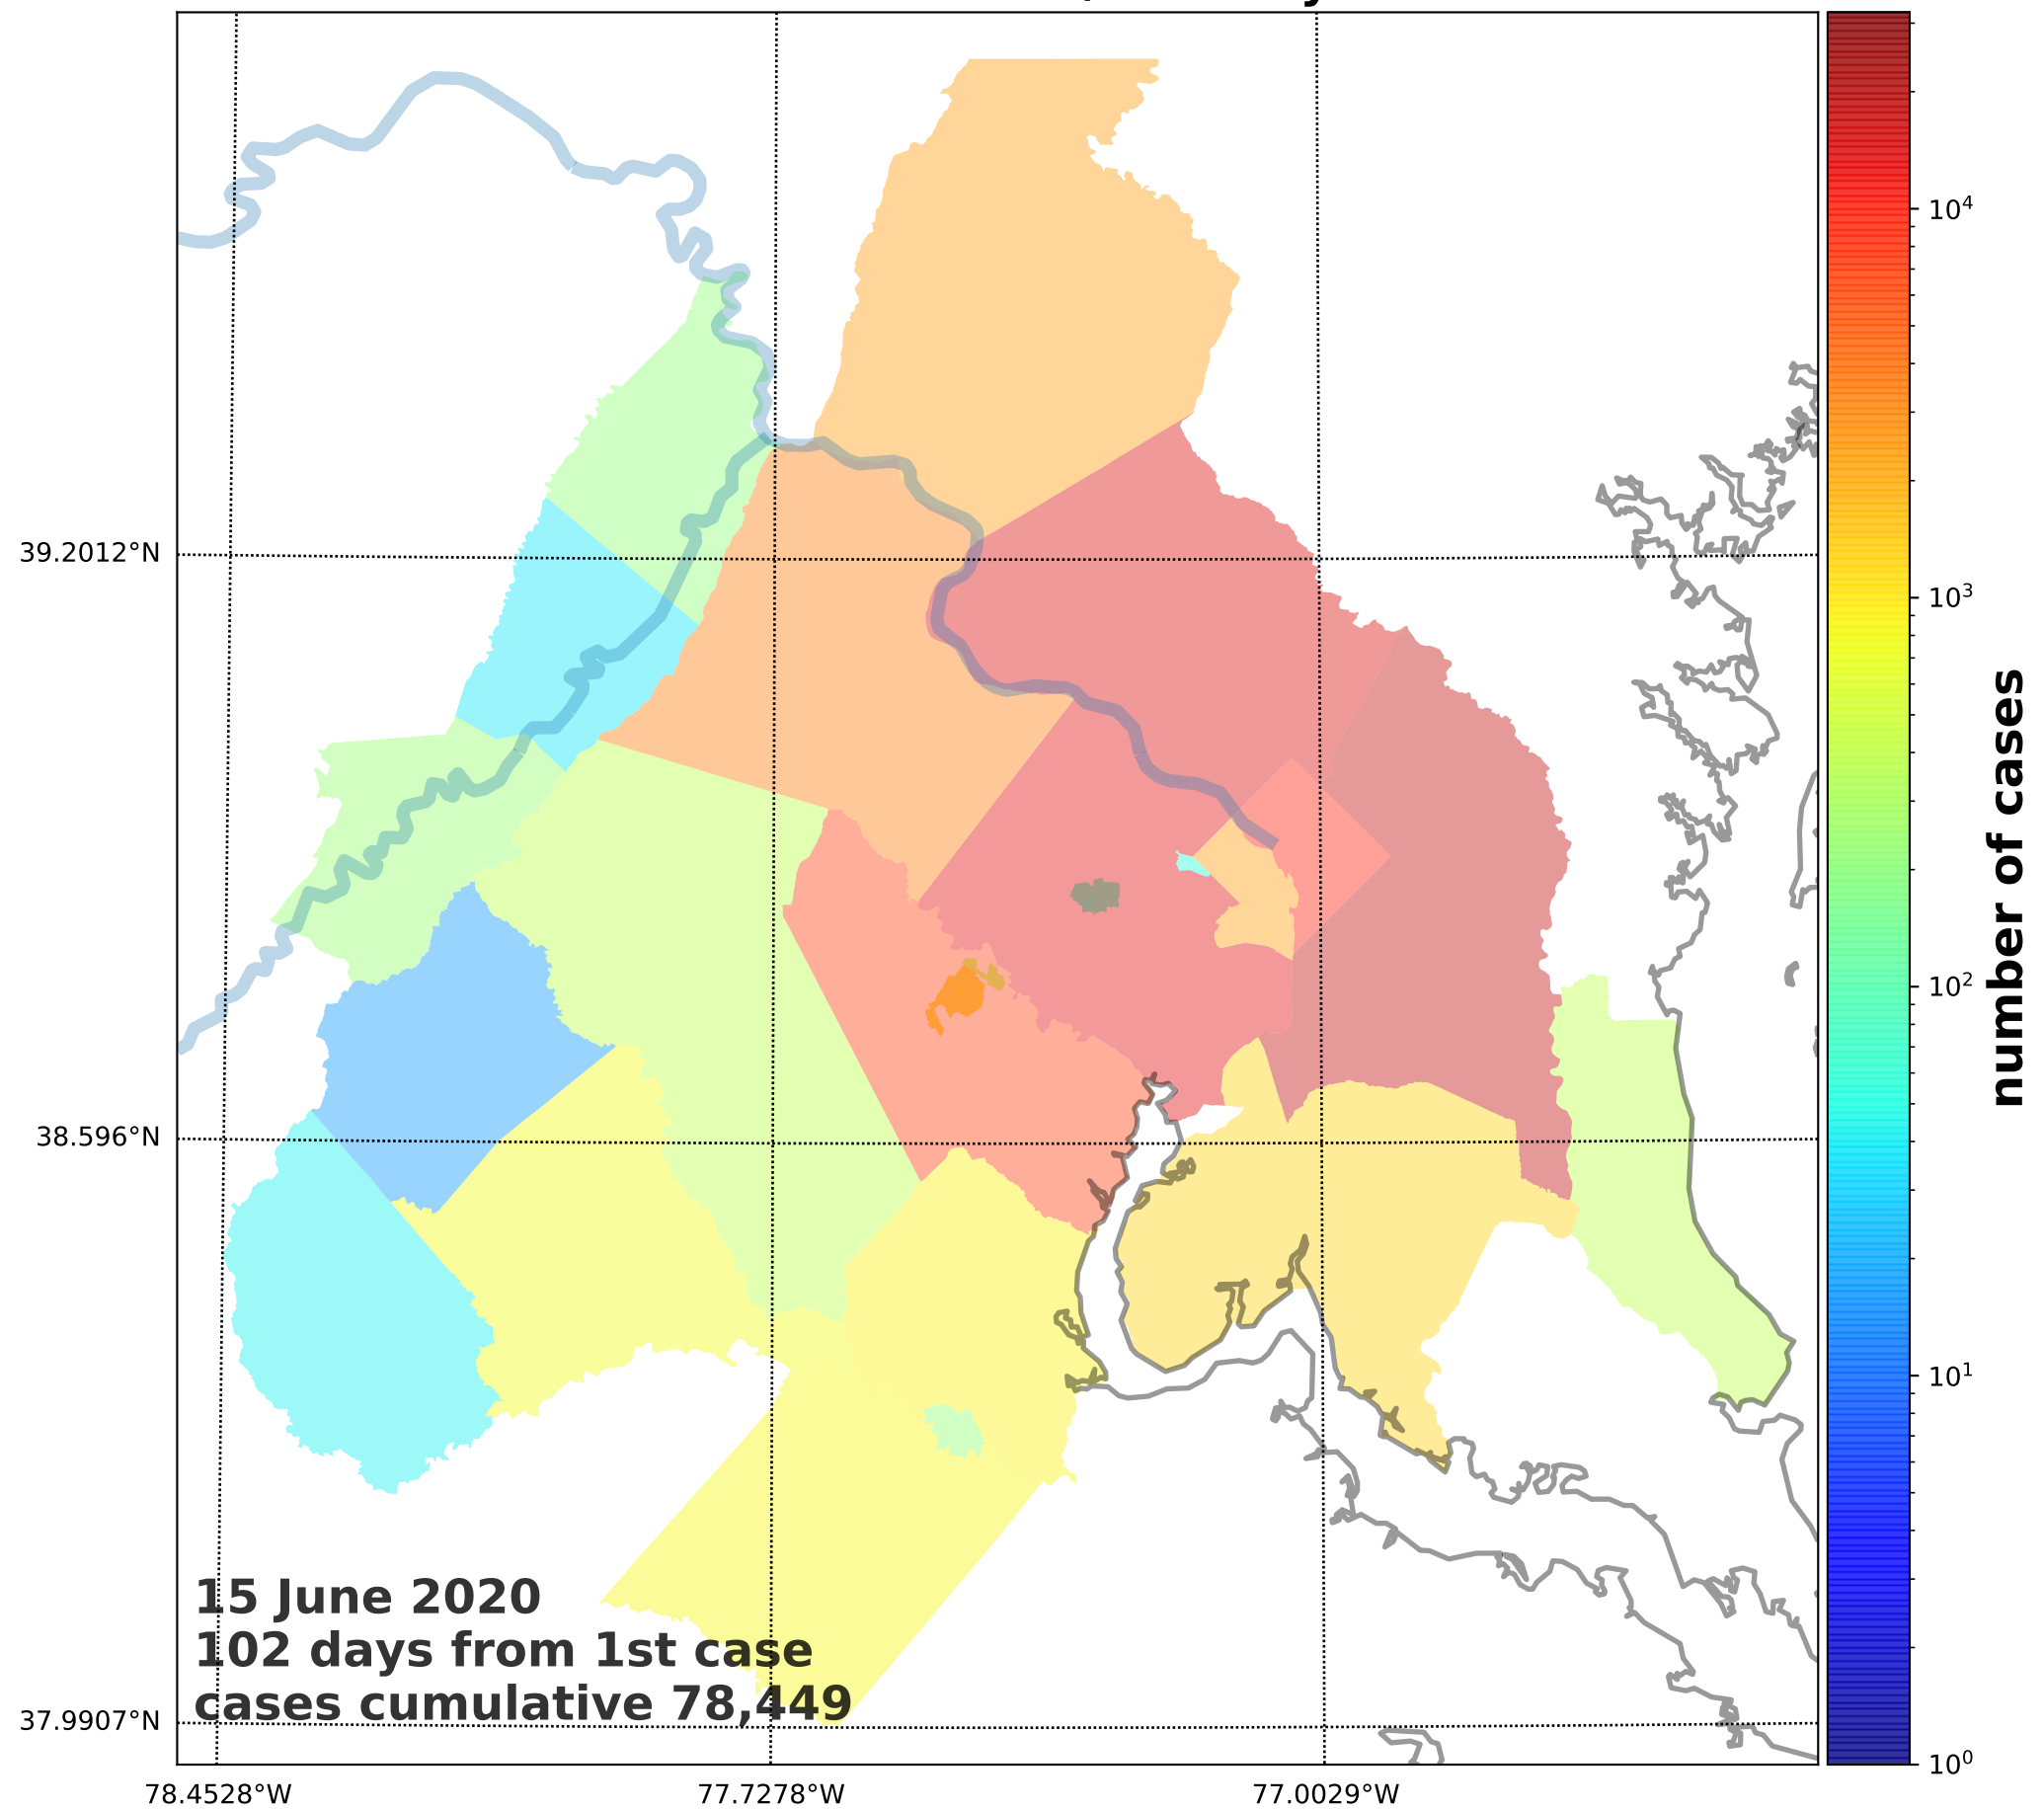 39.2012°N
38.596°N
37.9907°N
78.4528°W
77.7278°W
77.0029°W
15 June 2020
102 days from 1st case
cases cumulative 78,449
10⁴
10³
10²
10¹
10⁰
number of cases